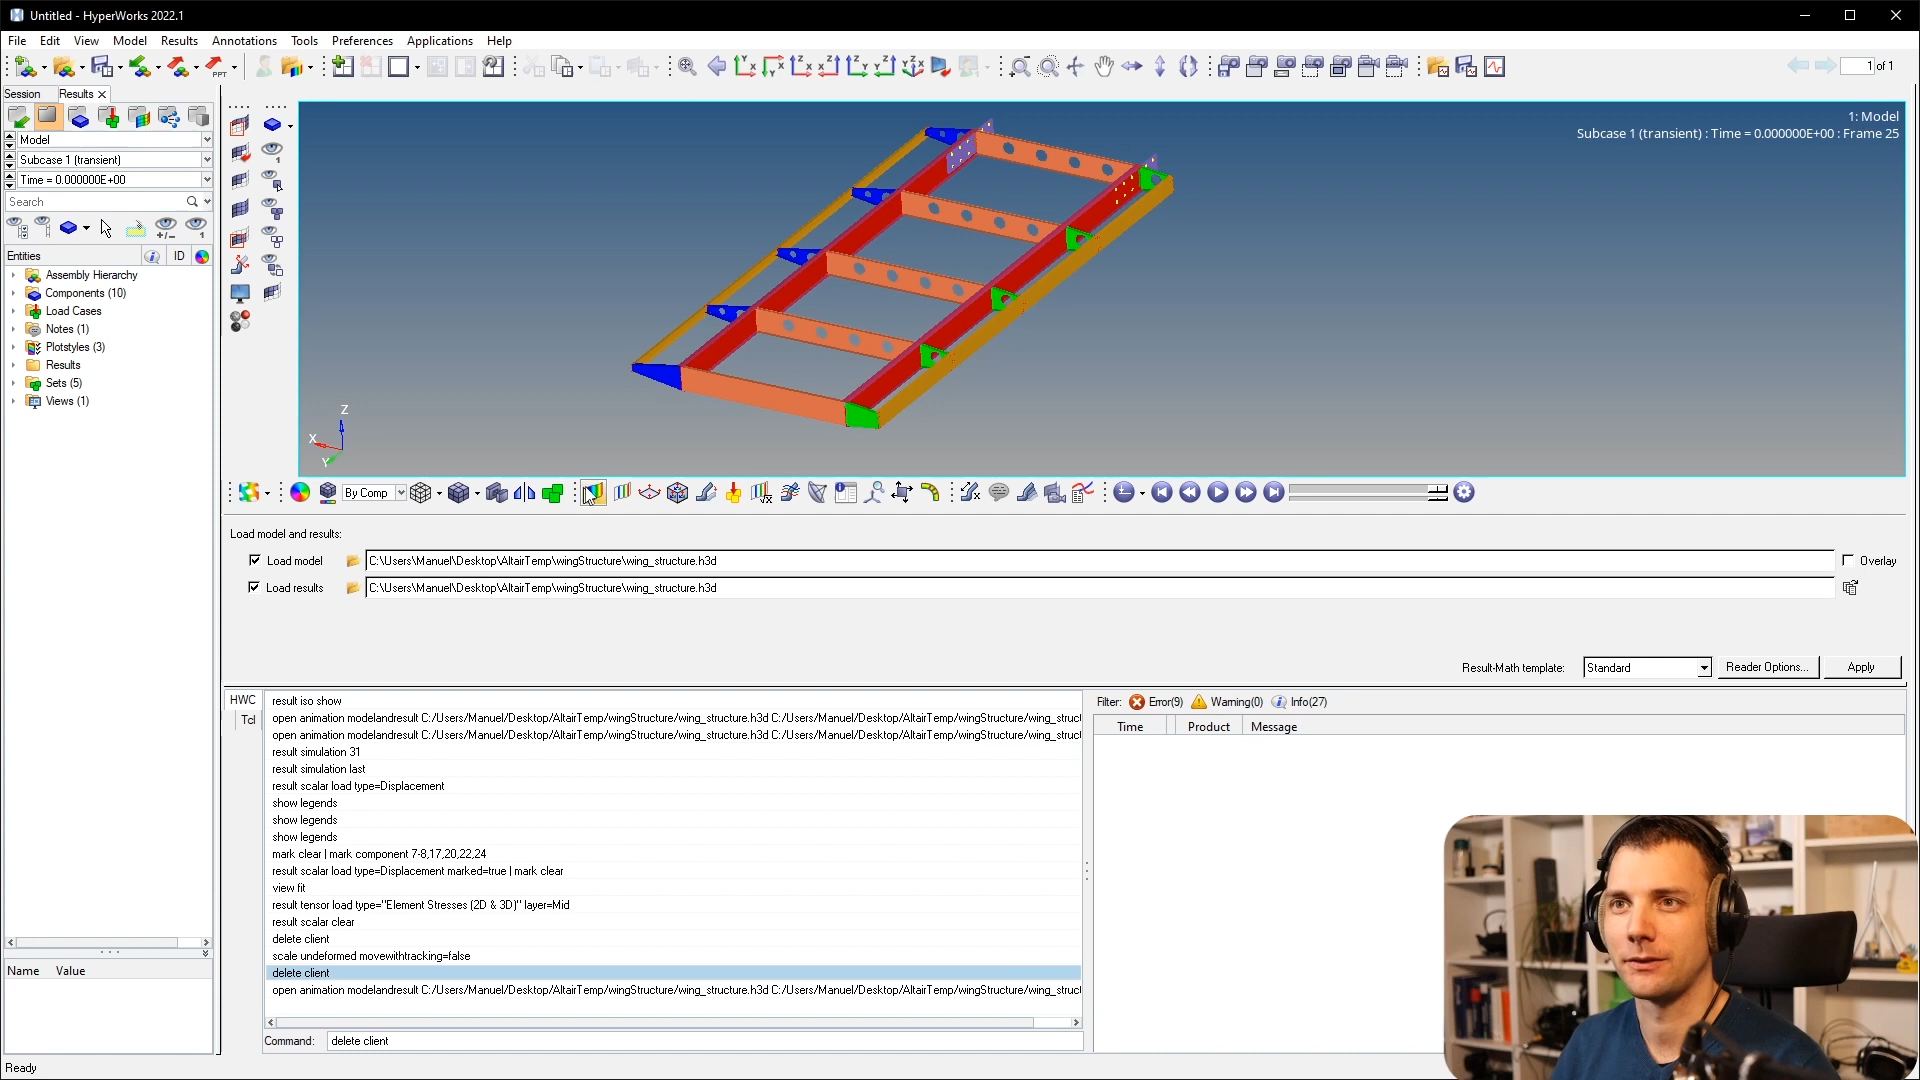 Untitled - HyperWorks 2022.1
File Edit View Model Results Annotations Tools Preferences Applications Help
PPT
1 of 1
Session Results
Model
Subcase 1 (transient)
Time = 0.000000E+00
Search
Entities ID
Assembly Hierarchy
Components (10)
Load Cases
Notes (1)
Plotstyles (3)
Results
Sets (5)
Views (1)
Name Value
1: Model
Subcase 1 (transient) : Time = 0.000000E+00 : Frame 25
Z
X
Y
By Comp
Load model and results:
Load model C:\Users\Manuel\Desktop\AltairTemp\wingStructure\wing_structure.h3d Overlay
Load results C:\Users\Manuel\Desktop\AltairTemp\wingStructure\wing_structure.h3d
Result-Math template: Standard Reader Options... Apply
HWC
Tcl
result iso show
open animation modelandresult C:/Users/Manuel/Desktop/AltairTemp/wingStructure/wing_structure.h3d C:/Users/Manuel/Desktop/AltairTemp/wingStructure/wing_struct
open animation modelandresult C:/Users/Manuel/Desktop/AltairTemp/wingStructure/wing_structure.h3d C:/Users/Manuel/Desktop/AltairTemp/wingStructure/wing_struct
result simulation 31
result simulation last
result scalar load type=Displacement
show legends
show legends
show legends
mark clear | mark component 7-8,17,20,22,24
result scalar load type=Displacement marked=true | mark clear
view fit
result tensor load type="Element Stresses (2D & 3D)" layer=Mid
result scalar clear
delete client
scale undeformed movewithtracking=false
delete client
open animation modelandresult C:/Users/Manuel/Desktop/AltairTemp/wingStructure/wing_structure.h3d C:/Users/Manuel/Desktop/AltairTemp/wingStructure/wing_struct
Command: delete client
Filter: Error(9) Warning(0) Info(27)
Time Product Message
Ready